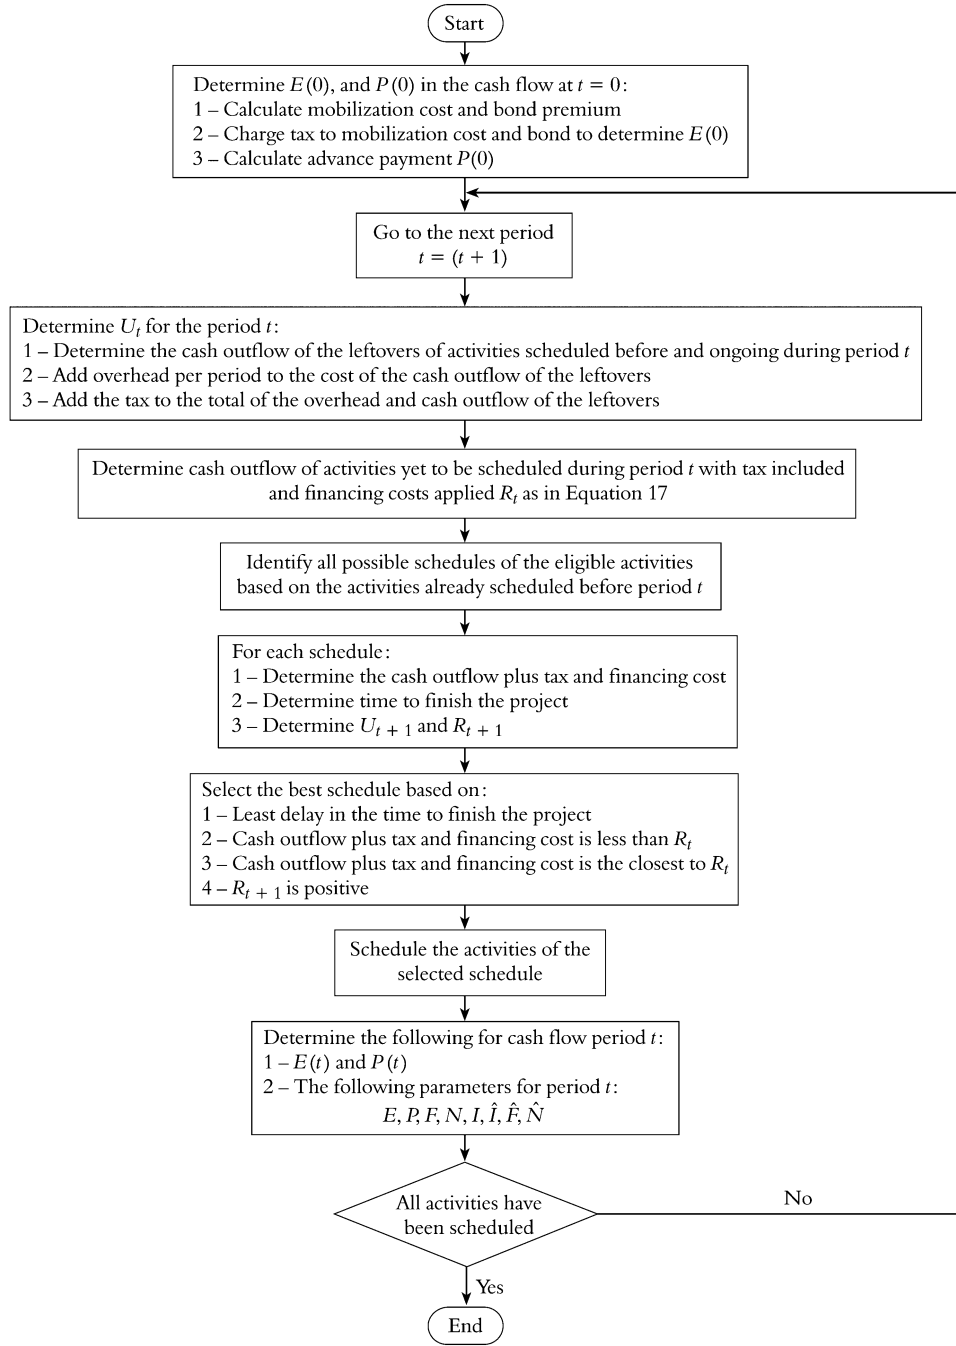 Start
Determine E(0), and P(0) in the cash flow at t = 0:
1 – Calculate mobilization cost and bond premium
2 – Charge tax to mobilization cost and bond to determine E(0)
3 – Calculate advance payment P(0)
Go to the next period
t = (t + 1)
Determine Uₜ for the period t:
1 – Determine the cash outflow of the leftovers of activities scheduled before and ongoing during period t
2 – Add overhead per period to the cost of the cash outflow of the leftovers
3 – Add the tax to the total of the overhead and cash outflow of the leftovers
Determine cash outflow of activities yet to be scheduled during period t with tax included
and financing costs applied Rₜ as in Equation 17
Identify all possible schedules of the eligible activities
based on the activities already scheduled before period t
For each schedule:
1 – Determine the cash outflow plus tax and financing cost
2 – Determine time to finish the project
3 – Determine Uₜ ₊ ₁ and Rₜ ₊ ₁
Select the best schedule based on:
1 – Least delay in the time to finish the project
2 – Cash outflow plus tax and financing cost is less than Rₜ
3 – Cash outflow plus tax and financing cost is the closest to Rₜ
4 – Rₜ ₊ ₁ is positive
Schedule the activities of the
selected schedule
Determine the following for cash flow period t:
1 – E(t) and P(t)
2 – The following parameters for period t:
E, P, F, N, I, Î, F̂, N̂
All activities have
been scheduled
No
Yes
End